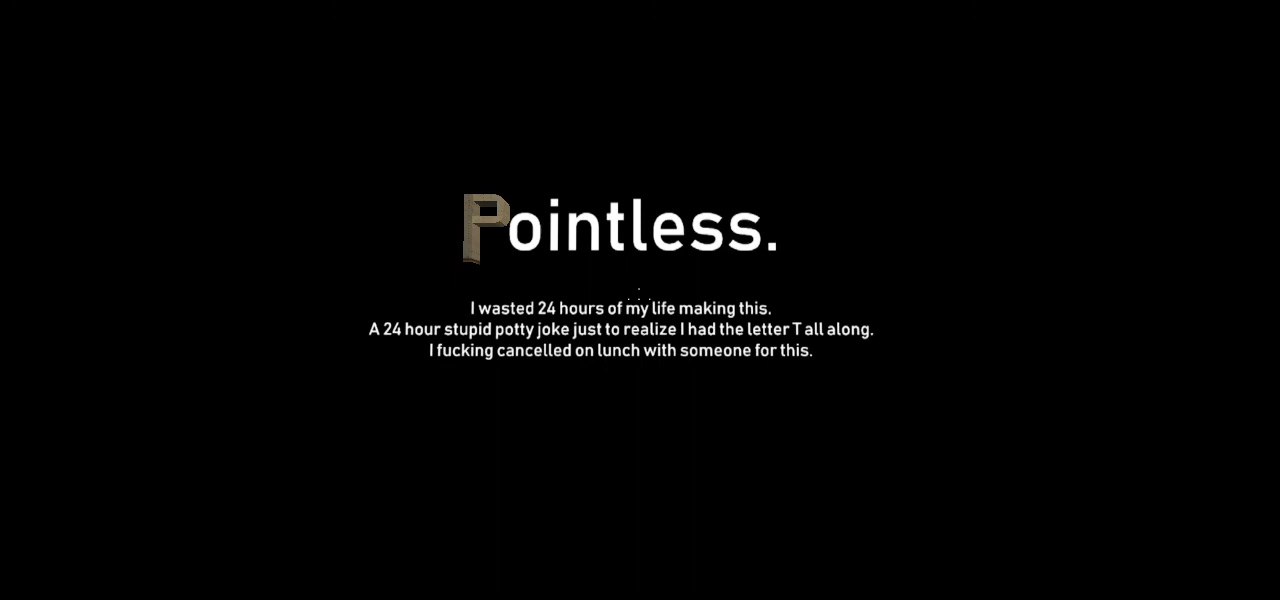 Pointless.
I wasted 24 hours of my life making this.
A 24 hour stupid potty joke just to realize I had the letter T all along.
I fucking cancelled on lunch with someone for this.